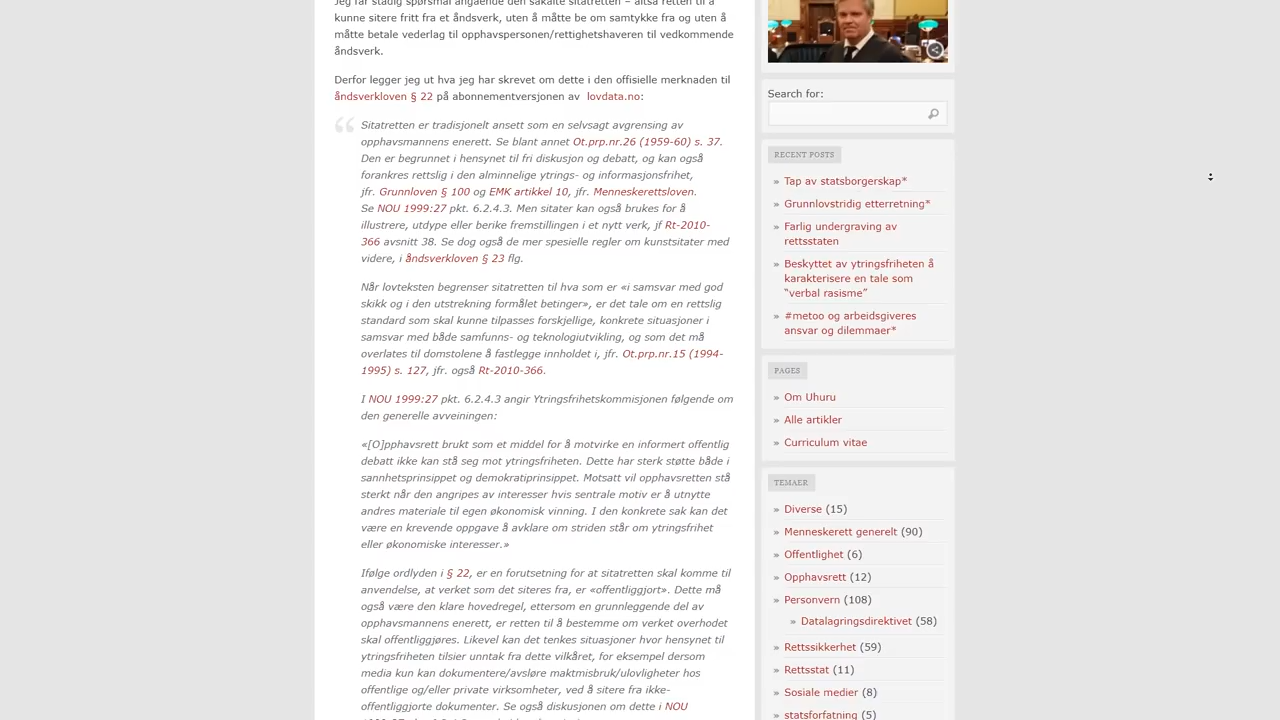 Jeg får stadig spørsmål angående den såkalte sitatretten – altså retten til å
kunne sitere fritt fra et åndsverk, uten å måtte be om samtykke fra og uten å
måtte betale vederlag til opphavspersonen/rettighetshaveren til vedkommende
åndsverk.
Derfor legger jeg ut hva jeg har skrevet om dette i den offisielle merknaden til
åndsverkloven § 22 på abonnementversjonen av lovdata.no:
Sitatretten er tradisjonelt ansett som en selvsagt avgrensing av
opphavsmannens enerett. Se blant annet Ot.prp.nr.26 (1959-60) s. 37.
Den er begrunnet i hensynet til fri diskusjon og debatt, og kan også
forankres rettslig i den alminnelige ytrings- og informasjonsfrihet,
jfr. Grunnloven § 100 og EMK artikkel 10, jfr. Menneskerettsloven.
Se NOU 1999:27 pkt. 6.2.4.3. Men sitater kan også brukes for å
illustrere, utdype eller berike fremstillingen i et nytt verk, jf Rt-2010-
366 avsnitt 38. Se dog også de mer spesielle regler om kunstsitater med
videre, i åndsverkloven § 23 flg.
Når lovteksten begrenser sitatretten til hva som er «i samsvar med god
skikk og i den utstrekning formålet betinger», er det tale om en rettslig
standard som skal kunne tilpasses forskjellige, konkrete situasjoner i
samsvar med både samfunns- og teknologiutvikling, og som det må
overlates til domstolene å fastlegge innholdet i, jfr. Ot.prp.nr.15 (1994-
1995) s. 127, jfr. også Rt-2010-366.
I NOU 1999:27 pkt. 6.2.4.3 angir Ytringsfrihetskommisjonen følgende om
den generelle avveiningen:
«[O]pphavsrett brukt som et middel for å motvirke en informert offentlig
debatt ikke kan stå seg mot ytringsfriheten. Dette har sterk støtte både i
sannhetsprinsippet og demokratiprinsippet. Motsatt vil opphavsretten stå
sterkt når den angripes av interesser hvis sentrale motiv er å utnytte
andres materiale til egen økonomisk vinning. I den konkrete sak kan det
være en krevende oppgave å avklare om striden står om ytringsfrihet
eller økonomiske interesser.»
Ifølge ordlyden i § 22, er en forutsetning for at sitatretten skal komme til
anvendelse, at verket som det siteres fra, er «offentliggjort». Dette må
også være den klare hovedregel, ettersom en grunnleggende del av
opphavsmannens enerett, er retten til å bestemme om verket overhodet
skal offentliggjøres. Likevel kan det tenkes situasjoner hvor hensynet til
ytringsfriheten tilsier unntak fra dette vilkåret, for eksempel dersom
media kun kan dokumentere/avsløre maktmisbruk/ulovligheter hos
offentlige og/eller private virksomheter, ved å sitere fra ikke-
offentliggjorte dokumenter. Se også diskusjonen om dette i NOU
Search for:
RECENT POSTS
» Tap av statsborgerskap*
» Grunnlovstridig etterretning*
» Farlig undergraving av
rettsstaten
» Beskyttet av ytringsfriheten å
karakterisere en tale som
“verbal rasisme”
» #metoo og arbeidsgiveres
ansvar og dilemmaer*
PAGES
» Om Uhuru
» Alle artikler
» Curriculum vitae
TEMAER
» Diverse (15)
» Menneskerett generelt (90)
» Offentlighet (6)
» Opphavsrett (12)
» Personvern (108)
» Datalagringsdirektivet (58)
» Rettssikkerhet (59)
» Rettsstat (11)
» Sosiale medier (8)
» statsforfatning (5)